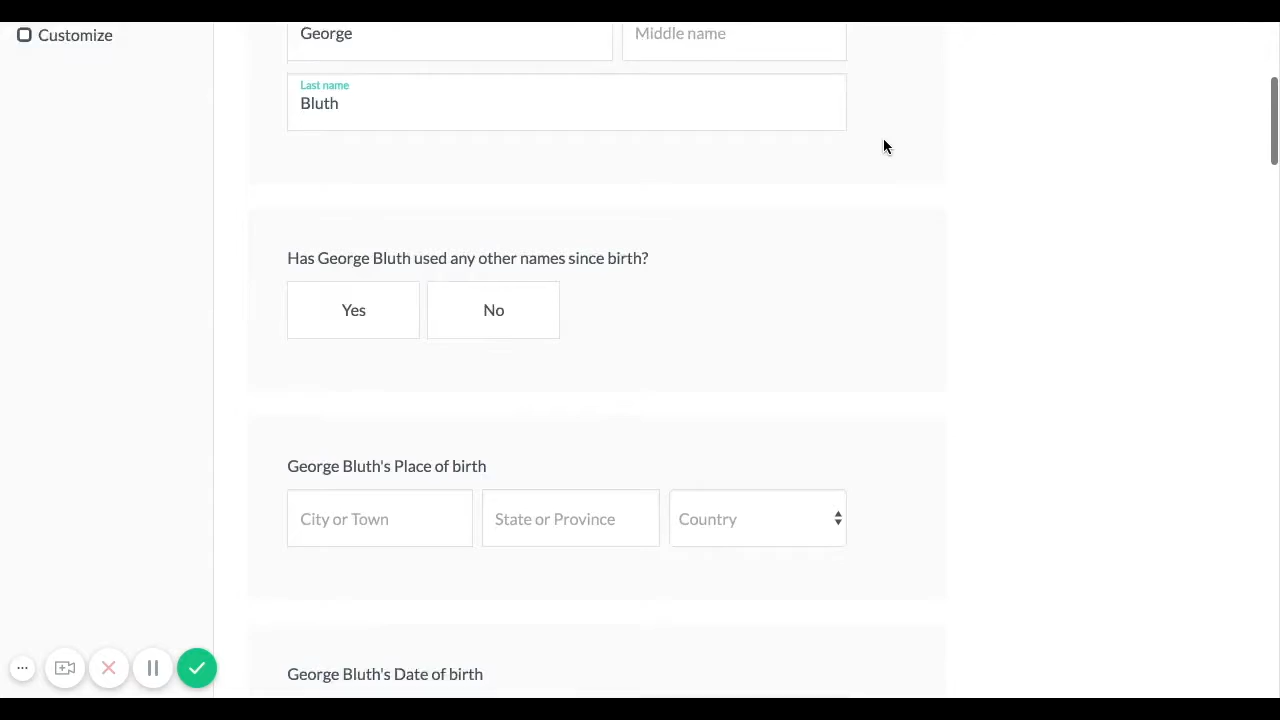 Customize
George
Middle name
Last name
Bluth
Has George Bluth used any other names since birth?
Yes
No
George Bluth's Place of birth
City or Town
State or Province
Country
George Bluth's Date of birth